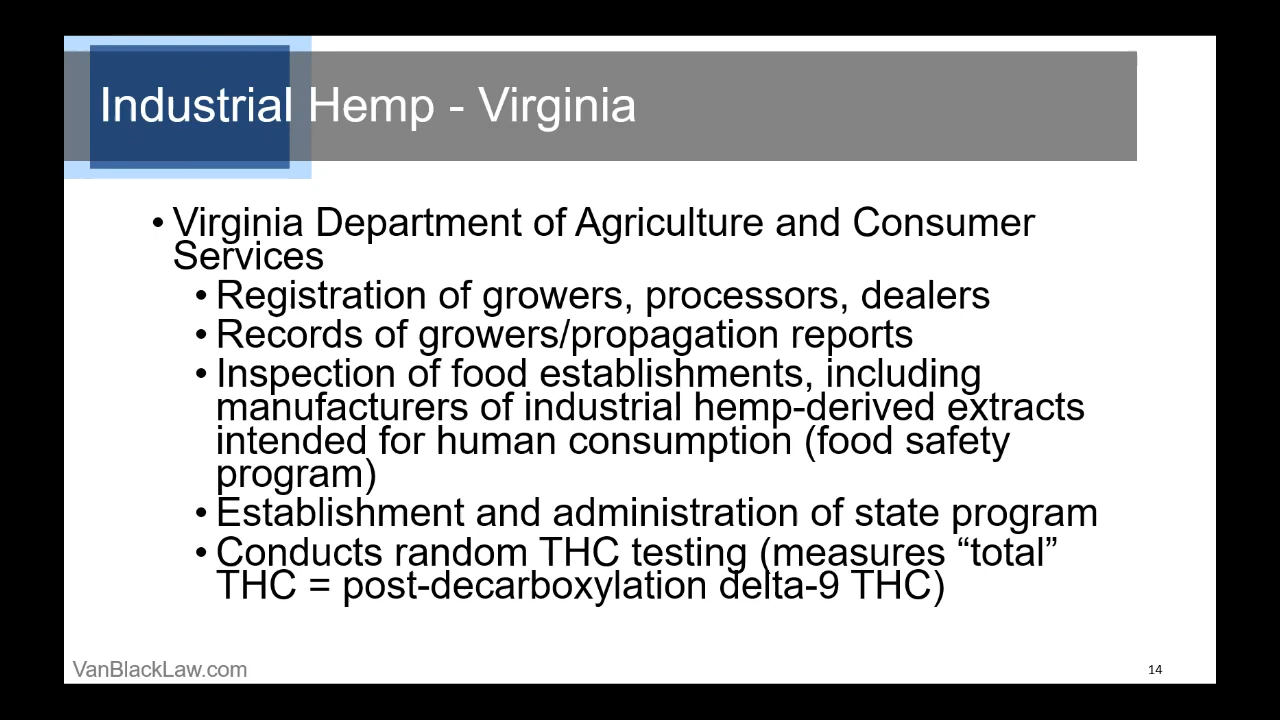 Industrial Hemp - Virginia
• Virginia Department of Agriculture and Consumer
Services
• Registration of growers, processors, dealers
• Records of growers/propagation reports
• Inspection of food establishments, including
manufacturers of industrial hemp-derived extracts
intended for human consumption (food safety
program)
• Establishment and administration of state program
• Conducts random THC testing (measures “total”
THC = post-decarboxylation delta-9 THC)
VanBlackLaw.com
14